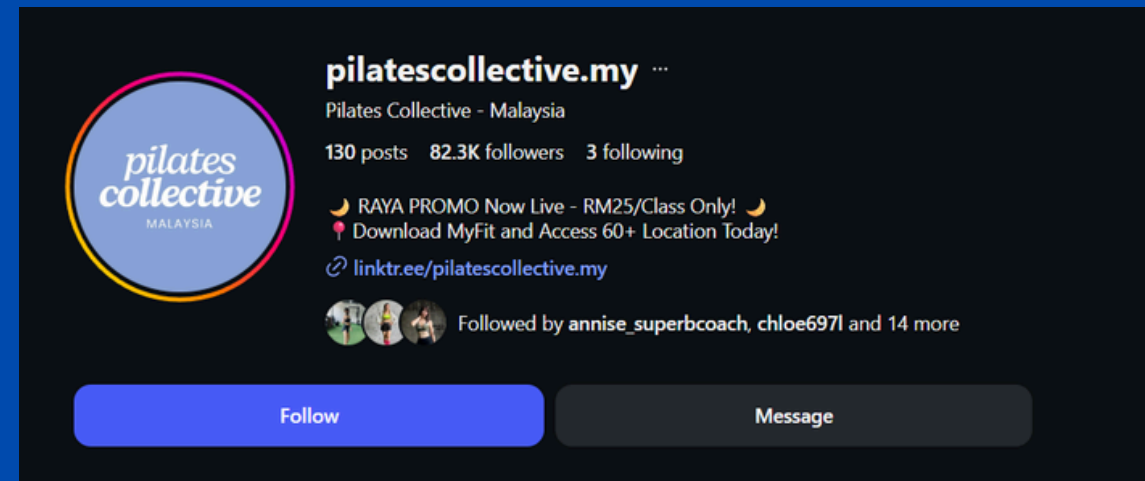 pilatescollective.my ...
Pilates Collective - Malaysia
130 posts 82.3K followers 3 following
pilates
collective
MALAYSIA
🌙 RAYA PROMO Now Live - RM25/Class Only! 🌙
📍 Download MyFit and Access 60+ Location Today!
linktr.ee/pilatescollective.my
Followed by annise_superbcoach, chloe697l and 14 more
Follow
Message